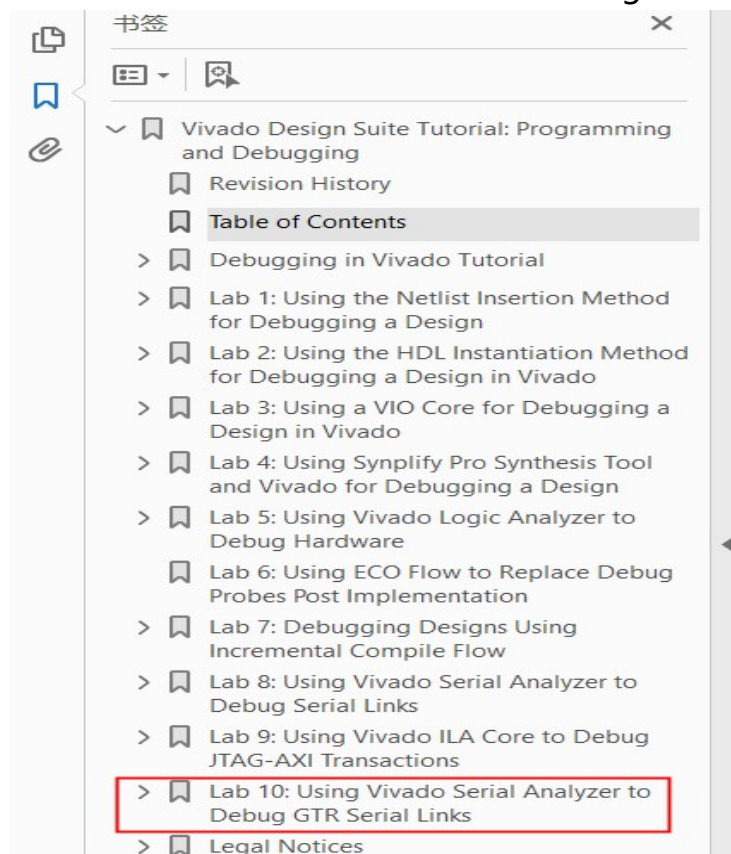 书签
Vivado Design Suite Tutorial: Programming
and Debugging
Revision History
Table of Contents
Debugging in Vivado Tutorial
Lab 1: Using the Netlist Insertion Method
for Debugging a Design
Lab 2: Using the HDL Instantiation Method
for Debugging a Design in Vivado
Lab 3: Using a VIO Core for Debugging a
Design in Vivado
Lab 4: Using Synplify Pro Synthesis Tool
and Vivado for Debugging a Design
Lab 5: Using Vivado Logic Analyzer to
Debug Hardware
Lab 6: Using ECO Flow to Replace Debug
Probes Post Implementation
Lab 7: Debugging Designs Using
Incremental Compile Flow
Lab 8: Using Vivado Serial Analyzer to
Debug Serial Links
Lab 9: Using Vivado ILA Core to Debug
JTAG-AXI Transactions
Lab 10: Using Vivado Serial Analyzer to
Debug GTR Serial Links
Legal Notices